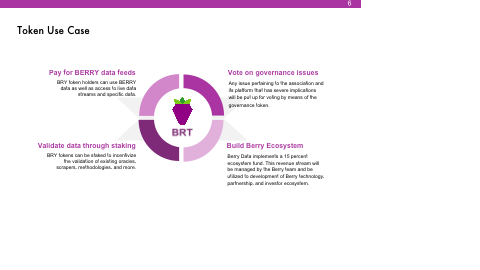 6
Token Use Case
Pay for BERRY data feeds
BRY token holders can use BERRY
data as well as access to live data
streams and specific data.
Vote on governance issues
Any issue pertaining to the association and
its platform that has severe implications
will be put up for voting by means of the
governance token.
BRT
Validate data through staking
BRY tokens can be staked to incentivize
the validation of existing oracles,
scrapers, methodologies, and more.
Build Berry Ecosystem
Berry Data implements a 15 percent
ecosystem fund. This revenue stream will
be managed by the Berry team and be
utilized to development of Berry technology,
partnership, and investor ecosystem.